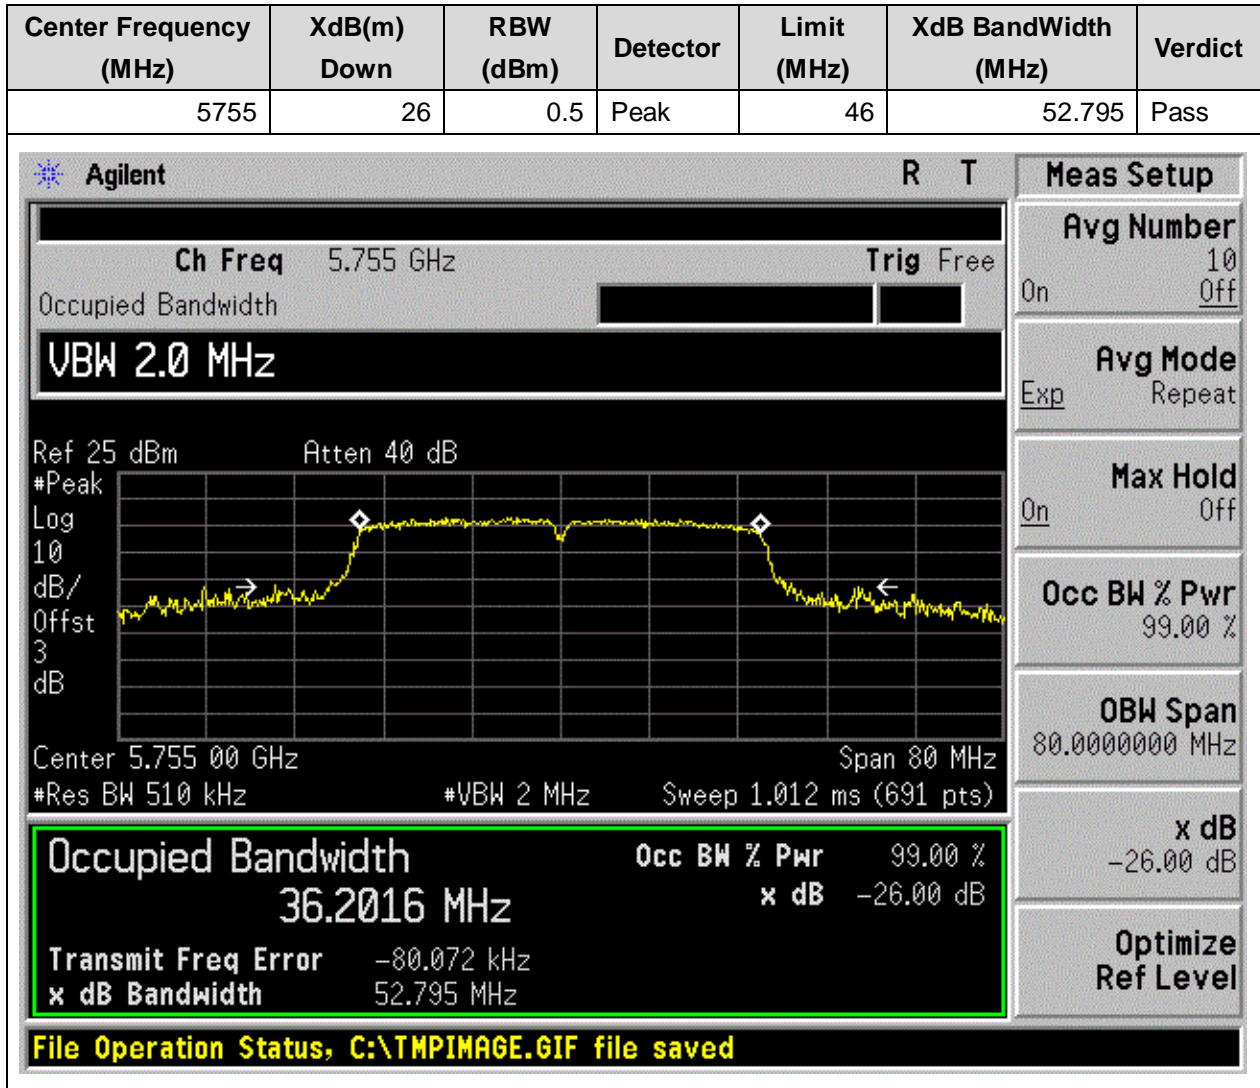 Center Frequency (MHz) XdB(m) Down RBW (dBm) Detector Limit (MHz) XdB BandWidth (MHz) Verdict
5755 26 0.5 Peak 46 52.795 Pass
Agilent R T
Ch Freq 5.755 GHz Trig Free
Occupied Bandwidth
VBW 2.0 MHz
Ref 25 dBm Atten 40 dB
#Peak
Log
10
dB/
Offst
3
dB
Center 5.755 00 GHz Span 80 MHz
#Res BW 510 kHz #VBW 2 MHz Sweep 1.012 ms (691 pts)
Occupied Bandwidth Occ BW % Pwr 99.00 %
36.2016 MHz x dB -26.00 dB
Transmit Freq Error -80.072 kHz
x dB Bandwidth 52.795 MHz
File Operation Status, C:\TMPIMAGE.GIF file saved
Meas Setup
Avg Number
10
On Off
Avg Mode
Exp Repeat
Max Hold
On Off
Occ BW % Pwr
99.00 %
OBW Span
80.0000000 MHz
x dB
-26.00 dB
Optimize
Ref Level